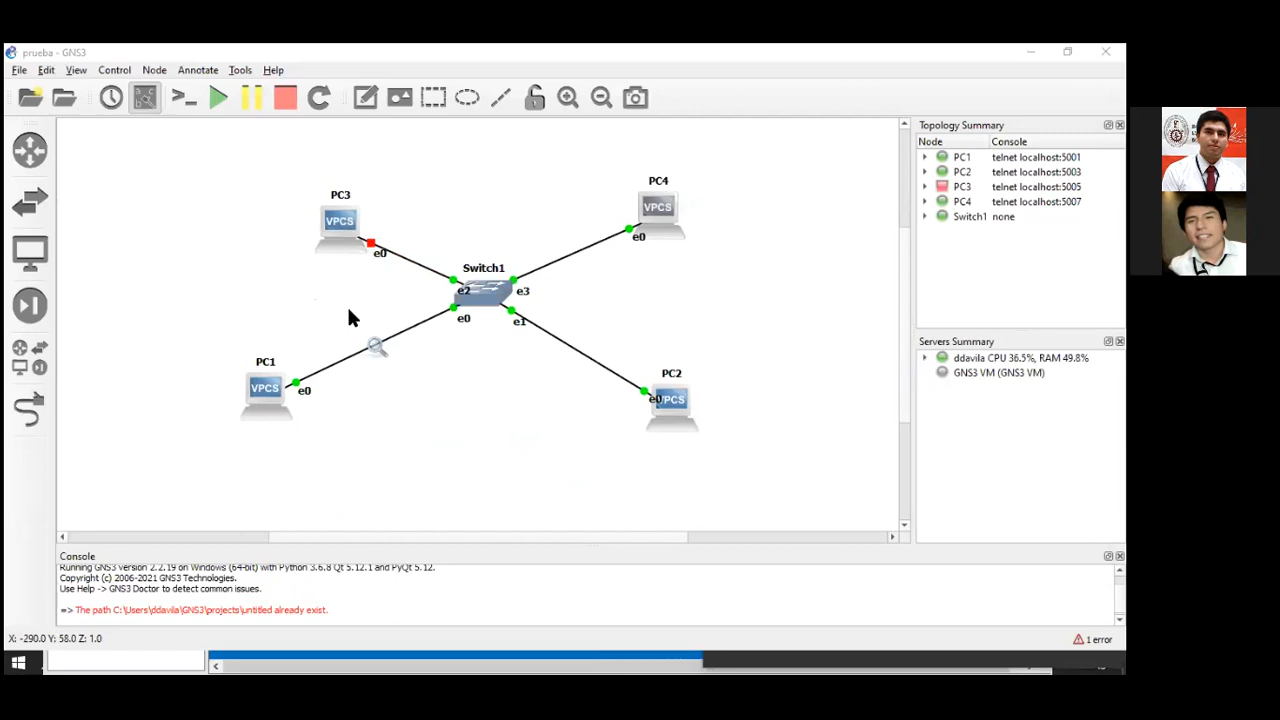 prueba - GNS3
File Edit View Control Node Annotate Tools Help
PC3
VPCS
e0
PC4
VPCS
e0
Switch1
e2
e3
e0
e1
PC1
VPCS
e0
PC2
e0
VPCS
Topology Summary
Node Console
PC1 telnet localhost:5001
PC2 telnet localhost:5003
PC3 telnet localhost:5005
PC4 telnet localhost:5007
Switch1 none
Servers Summary
ddavila CPU 36.5%, RAM 49.8%
GNS3 VM (GNS3 VM)
Console
Running GNS3 version 2.2.19 on Windows (64-bit) with Python 3.6.8 Qt 5.12.1 and PyQt 5.12.
Copyright (c) 2006-2021 GNS3 Technologies.
Use Help -> GNS3 Doctor to detect common issues.
=> The path C:\Users\ddavila\GNS3\projects\untitled already exist.
X: -290.0 Y: 58.0 Z: 1.0
1 error